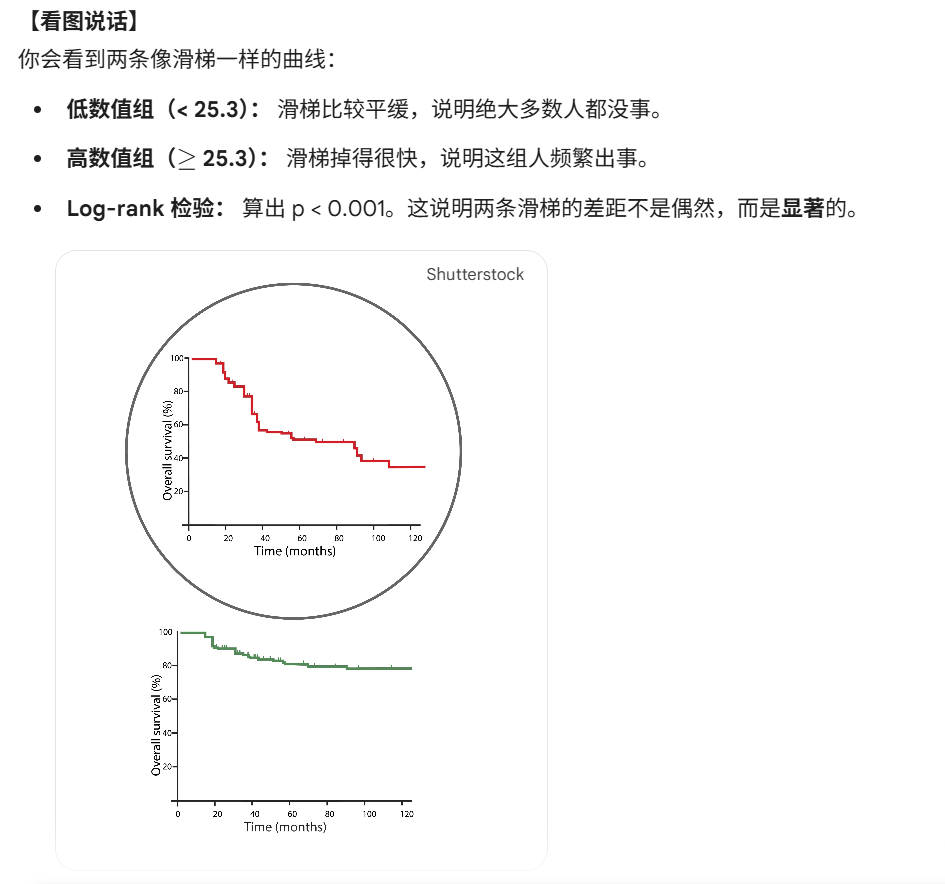 【看图说话】
你会看到两条像滑梯一样的曲线：
• 低数值组（< 25.3）： 滑梯比较平缓，说明绝大多数人都没事。
• 高数值组（≥ 25.3）： 滑梯掉得很快，说明这组人频繁出事。
• Log-rank 检验： 算出 p < 0.001。这说明两条滑梯的差距不是偶然，而是显著的。
Shutterstock
100
80
60
40
20
Overall survival (%)
0 20 40 60 80 100 120
Time (months)
100
80
60
40
20
Overall survival (%)
0 20 40 60 80 100 120
Time (months)